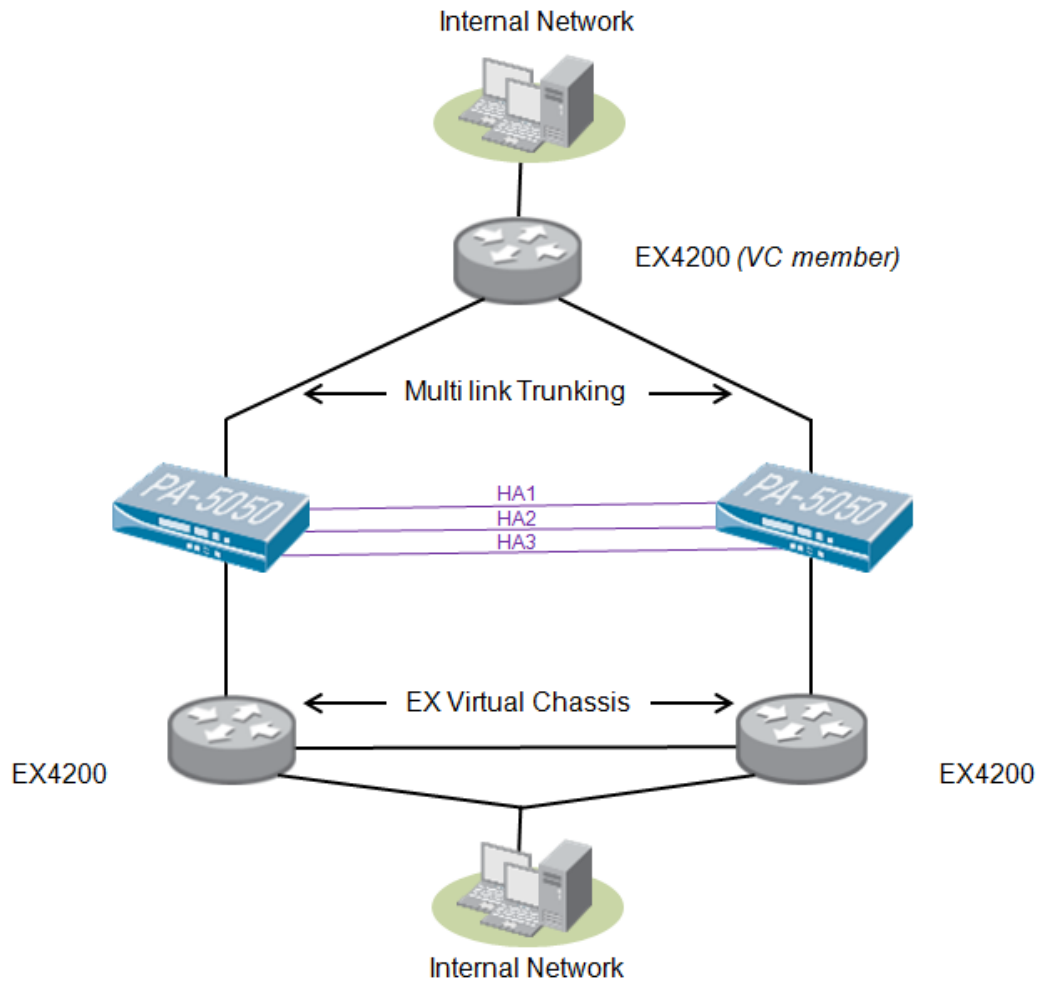 Internal Network
EX4200 (VC member)
Multi link Trunking
PA-5050
PA-5050
HA1
HA2
HA3
EX Virtual Chassis
EX4200
EX4200
Internal Network